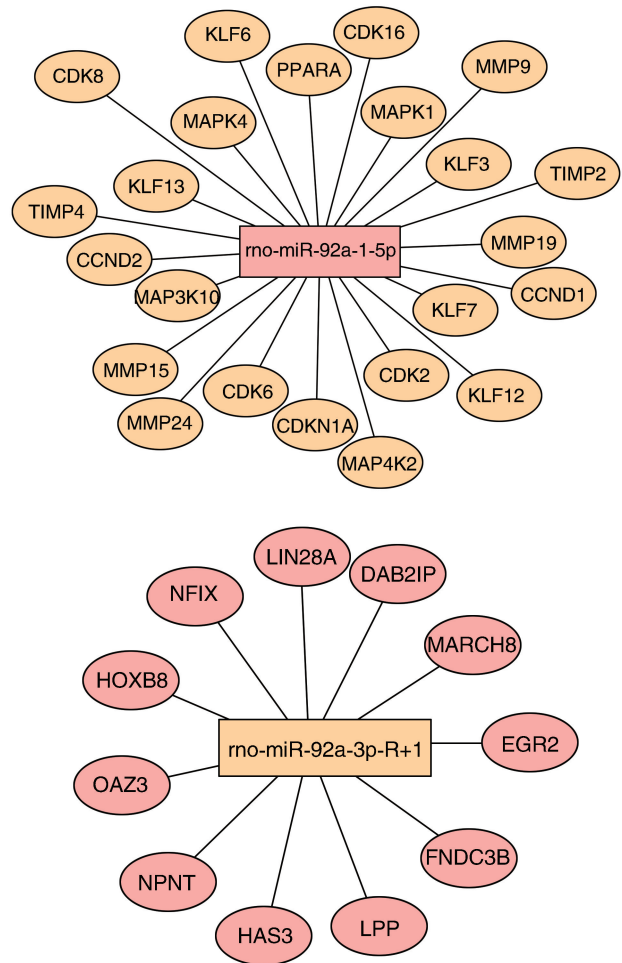 KLF6
CDK16
PPARA
MMP9
CDK8
MAPK4
MAPK1
KLF3
TIMP2
KLF13
TIMP4
rno-miR-92a-1-5p
MMP19
CCND2
MAP3K10
CCND1
KLF7
MMP15
CDK6
CDK2
KLF12
MMP24
CDKN1A
MAP4K2
LIN28A
DAB2IP
NFIX
MARCH8
HOXB8
rno-miR-92a-3p-R+1
EGR2
OAZ3
FNDC3B
NPNT
HAS3
LPP